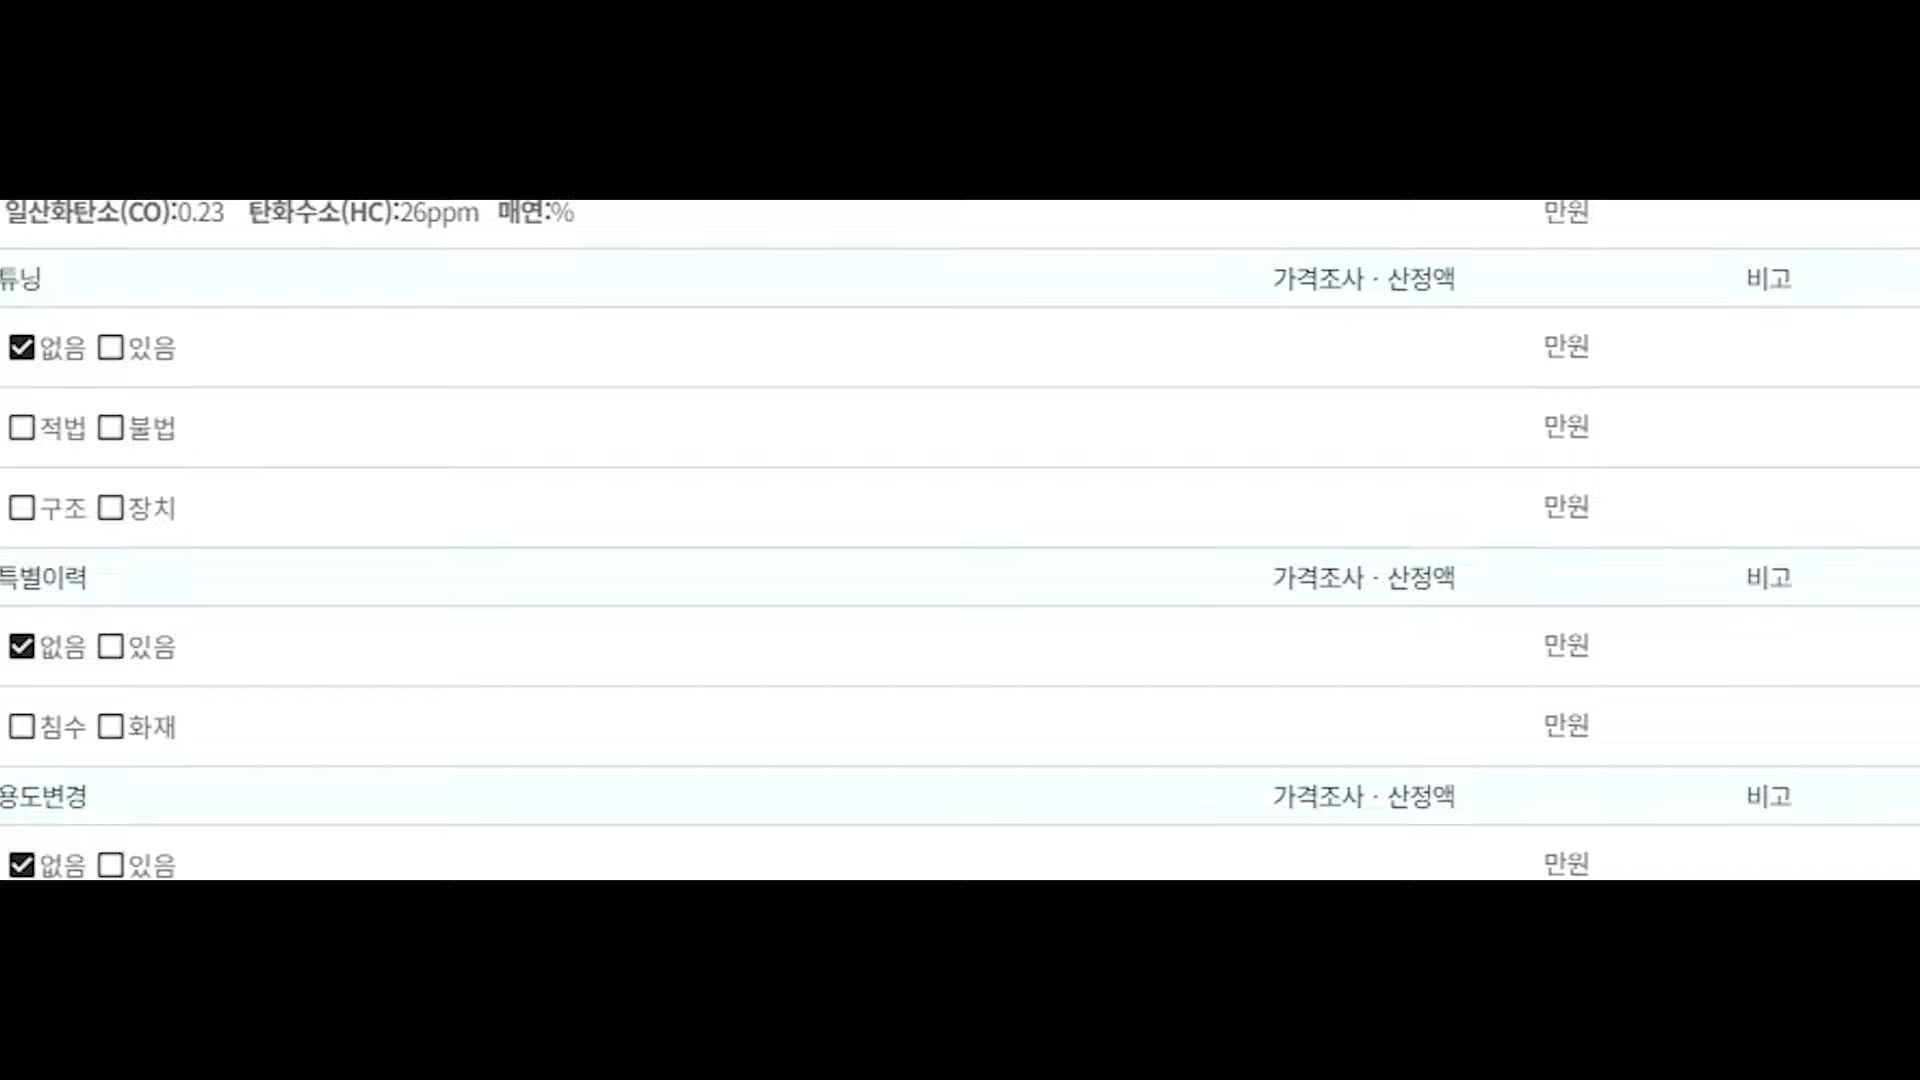 일산화탄소(CO):0.23 탄화수소(HC):26ppm 매연:% 만원
튜닝 가격조사 · 산정액 비고
없음 있음 만원
적법 불법 만원
구조 장치 만원
특별이력 가격조사 · 산정액 비고
없음 있음 만원
침수 화재 만원
용도변경 가격조사 · 산정액 비고
없음 있음 만원